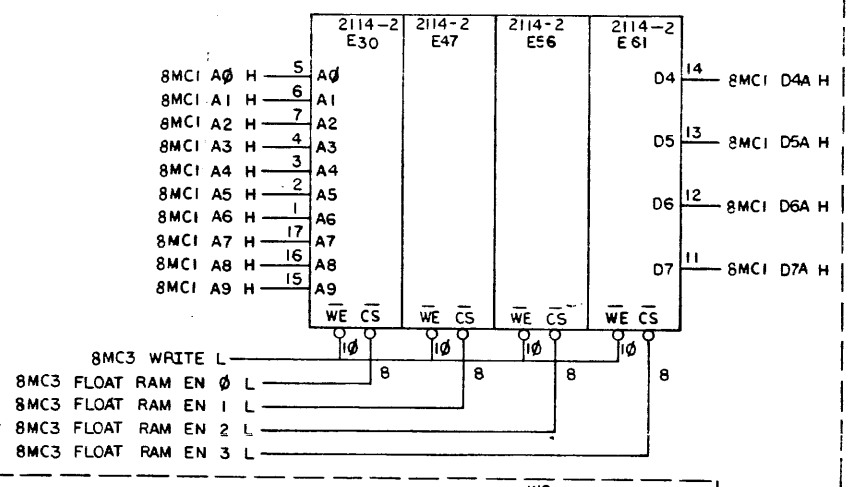 2114-2 2114-2 2114-2 2114-2
E30 E47 E56 E61
8MC1 AØ H 5 AØ D4 14 8MC1 D4A H
8MC1 A1 H 6 A1
8MC1 A2 H 7 A2
8MC1 A3 H 4 A3 D5 13 8MC1 D5A H
8MC1 A4 H 3 A4
8MC1 A5 H 2 A5
8MC1 A6 H 1 A6 D6 12 8MC1 D6A H
8MC1 A7 H 17 A7
8MC1 A8 H 16 A8 D7 11 8MC1 D7A H
8MC1 A9 H 15 A9
WE CS WE CS WE CS WE CS
1Ø 1Ø 1Ø 1Ø
8MC3 WRITE L
8 8 8 8
8MC3 FLOAT RAM EN Ø L
8MC3 FLOAT RAM EN 1 L
8MC3 FLOAT RAM EN 2 L
8MC3 FLOAT RAM EN 3 L